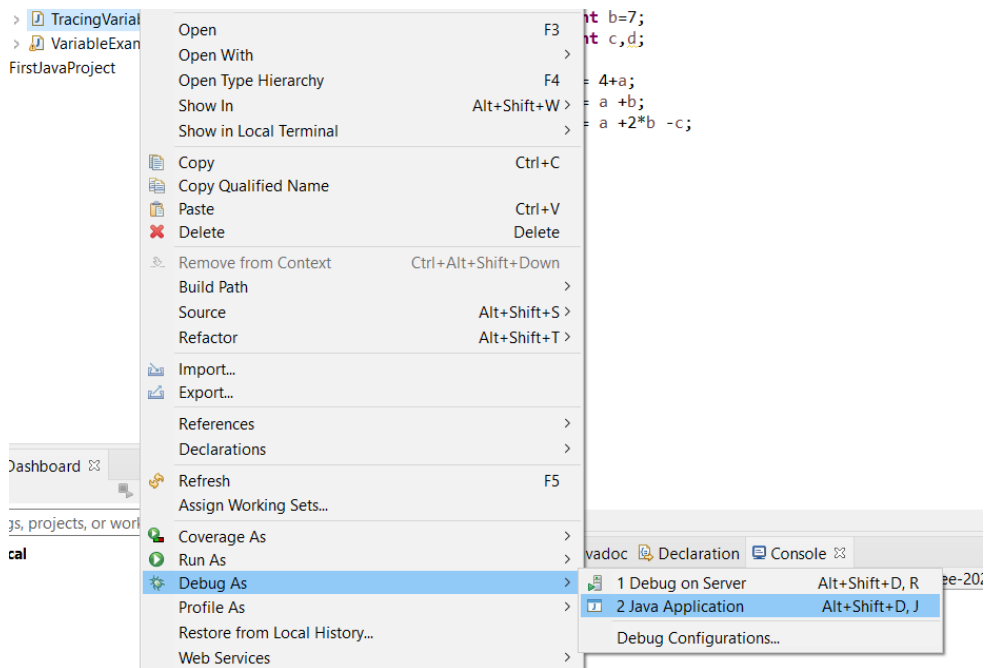 TracingVariab
VariableExan
FirstJavaProject
nt b=7;
nt c,d;
= 4+a;
= a +b;
= a +2*b -c;
Open F3
Open With
Open Type Hierarchy F4
Show In Alt+Shift+W
Show in Local Terminal
Copy Ctrl+C
Copy Qualified Name
Paste Ctrl+V
Delete Delete
Remove from Context Ctrl+Alt+Shift+Down
Build Path
Source Alt+Shift+S
Refactor Alt+Shift+T
Import...
Export...
References
Declarations
Refresh F5
Assign Working Sets...
Coverage As
Run As
Debug As
Profile As
Restore from Local History...
Web Services
Dashboard
gs, projects, or work
cal
vadoc Declaration Console
ee-202
1 Debug on Server Alt+Shift+D, R
2 Java Application Alt+Shift+D, J
Debug Configurations...